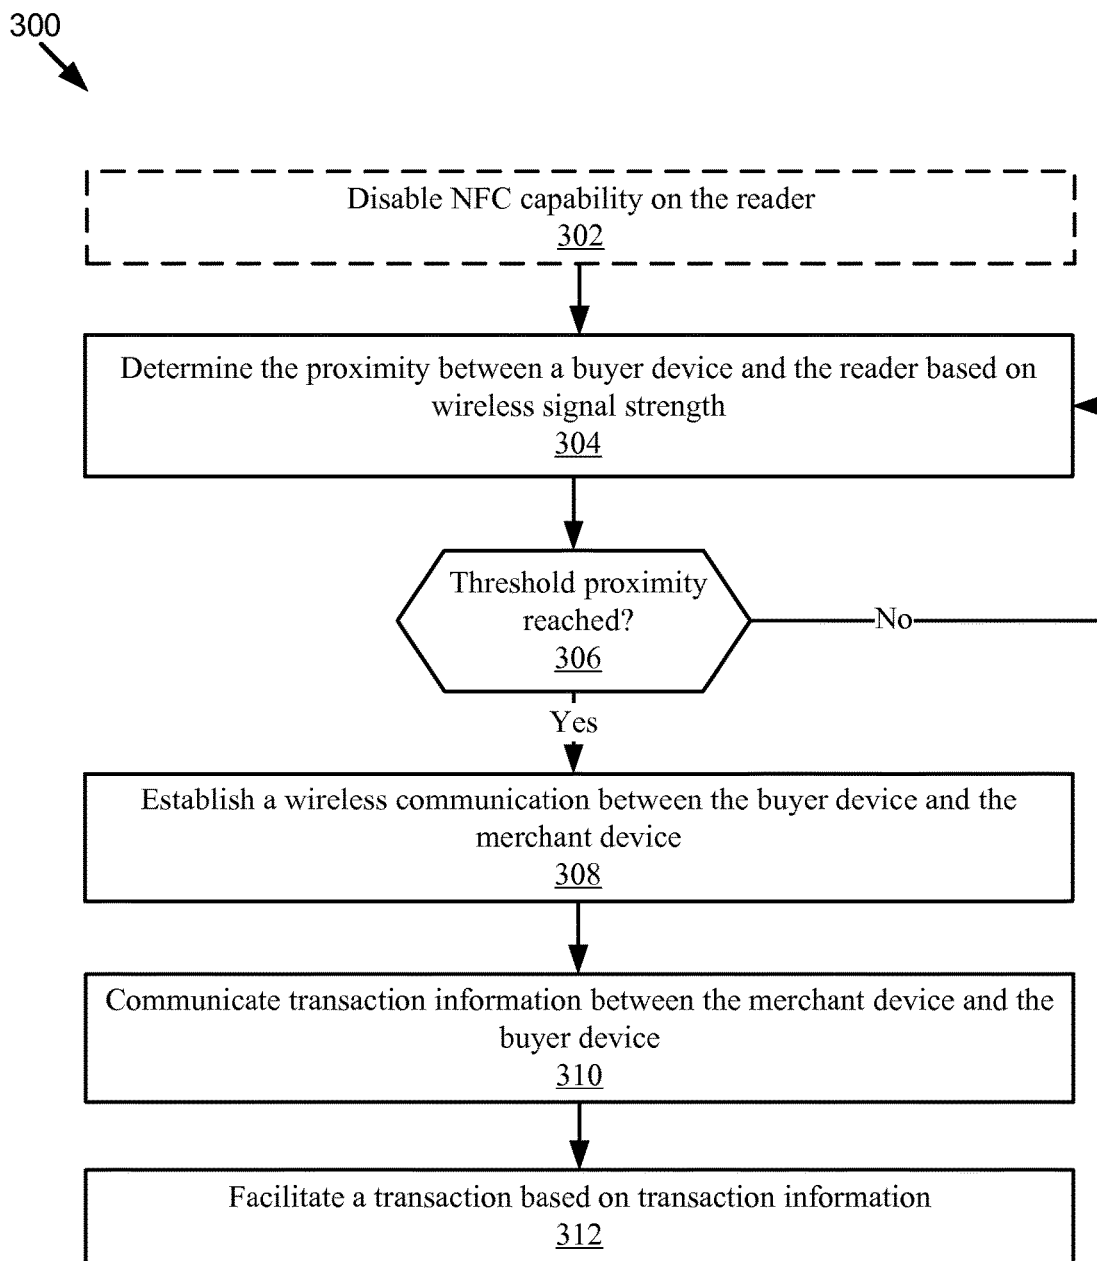 300
Disable NFC capability on the reader
302
Determine the proximity between a buyer device and the reader based on
wireless signal strength
304
Threshold proximity
reached?
306
No
Yes
Establish a wireless communication between the buyer device and the
merchant device
308
Communicate transaction information between the merchant device and the
buyer device
310
Facilitate a transaction based on transaction information
312